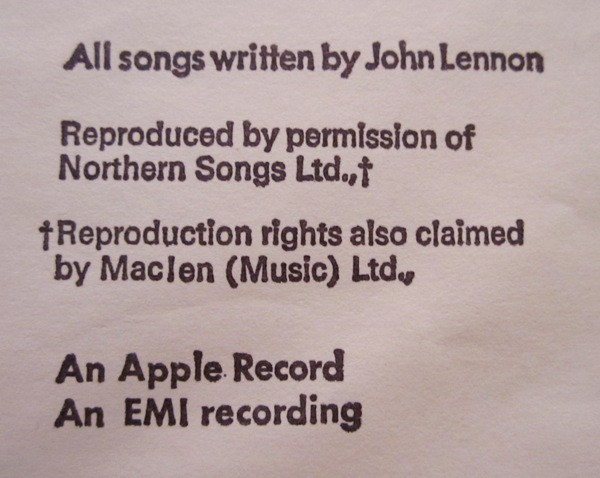 All songs written by John Lennon
Reproduced by permission of
Northern Songs Ltd.,†
†Reproduction rights also claimed
by Maclen (Music) Ltd.,
An Apple Record
An EMI recording